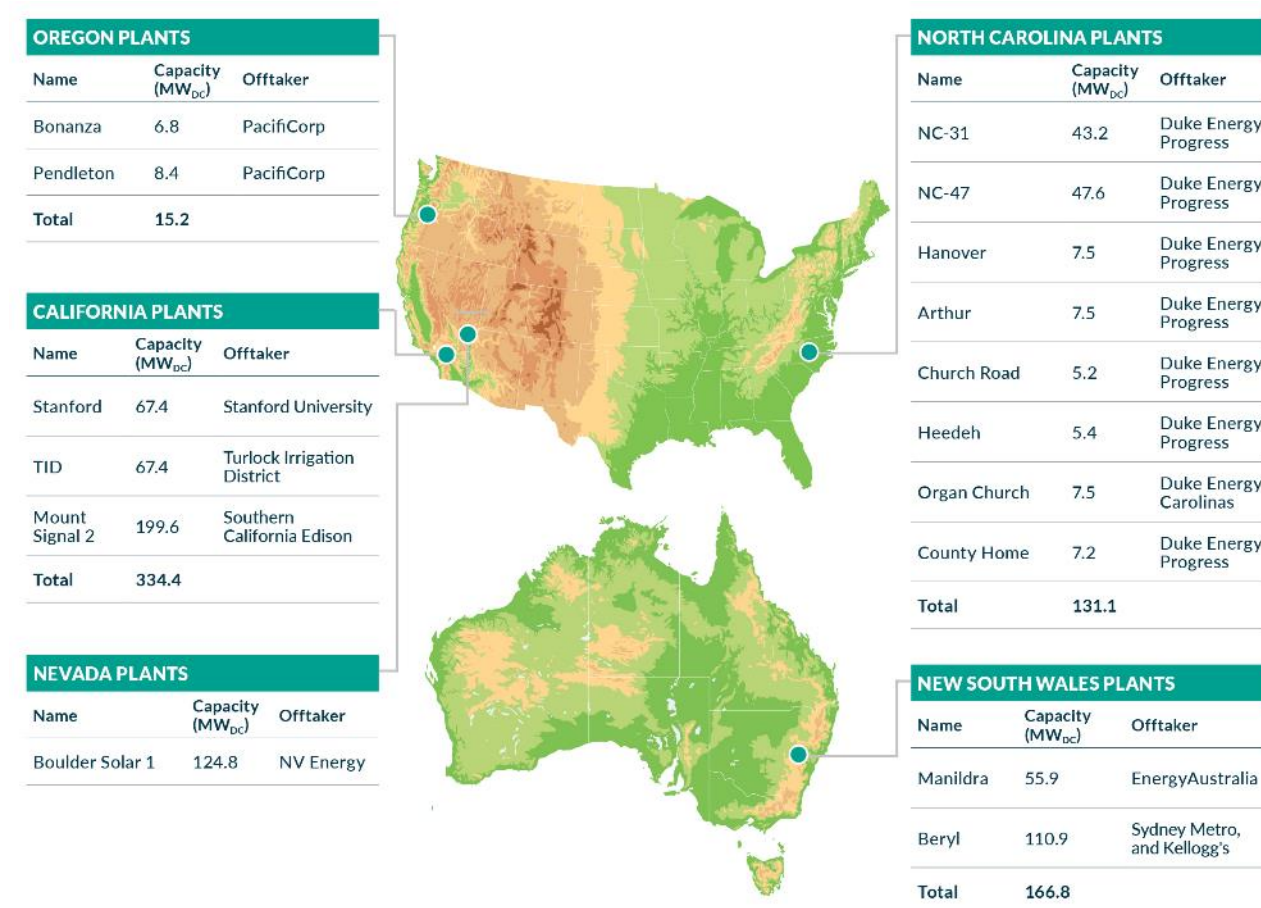 OREGON PLANTS
Name Capacity (MWDC) Offtaker
Bonanza 6.8 PacifiCorp
Pendleton 8.4 PacifiCorp
Total 15.2
CALIFORNIA PLANTS
Name Capacity (MWDC) Offtaker
Stanford 67.4 Stanford University
TID 67.4 Turlock Irrigation District
Mount Signal 2 199.6 Southern California Edison
Total 334.4
NEVADA PLANTS
Name Capacity (MWDC) Offtaker
Boulder Solar 1 124.8 NV Energy
NORTH CAROLINA PLANTS
Name Capacity (MWDC) Offtaker
NC-31 43.2 Duke Energy Progress
NC-47 47.6 Duke Energy Progress
Hanover 7.5 Duke Energy Progress
Arthur 7.5 Duke Energy Progress
Church Road 5.2 Duke Energy Progress
Heedeh 5.4 Duke Energy Progress
Organ Church 7.5 Duke Energy Carolinas
County Home 7.2 Duke Energy Progress
Total 131.1
NEW SOUTH WALES PLANTS
Name Capacity (MWDC) Offtaker
Manildra 55.9 EnergyAustralia
Beryl 110.9 Sydney Metro, and Kellogg's
Total 166.8